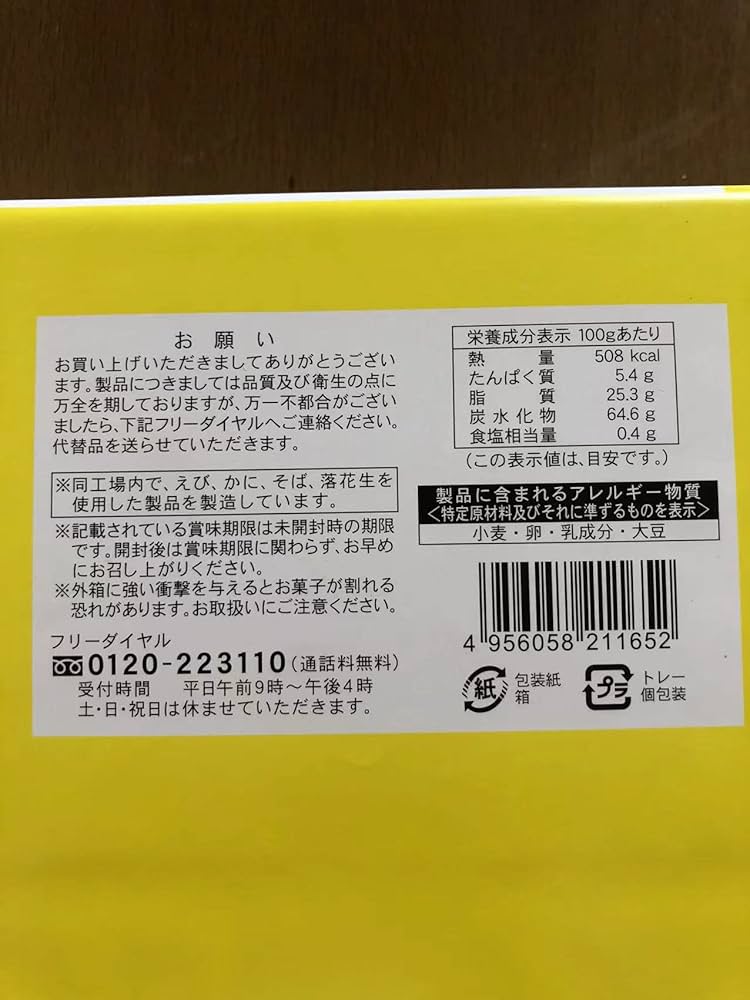 お願い
お買い上げいただきましてありがとうござい
ます。製品につきましては品質及び衛生の点に
万全を期しておりますが、万一不都合がござい
ましたら、下記フリーダイヤルへご連絡ください。
代替品を送らせていただきます。
※同工場内で、えび、かに、そば、落花生を
使用した製品を製造しています。
※記載されている賞味期限は未開封時の期限
です。開封後は賞味期限に関わらず、お早め
にお召し上がりください。
※外箱に強い衝撃を与えるとお菓子が割れる
恐れがあります。お取扱いにご注意ください。
フリーダイヤル
0120-223110(通話料無料)
受付時間 平日午前9時～午後4時
土・日・祝日は休ませていただきます。
栄養成分表示 100gあたり
熱量 508 kcal
たんぱく質 5.4 g
脂質 25.3 g
炭水化物 64.6 g
食塩相当量 0.4 g
(この表示値は、目安です。)
製品に含まれるアレルギー物質
<特定原材料及びそれに準ずるものを表示>
小麦・卵・乳成分・大豆
4 956058 211652
紙 包装紙
箱
プラ トレー
個包装